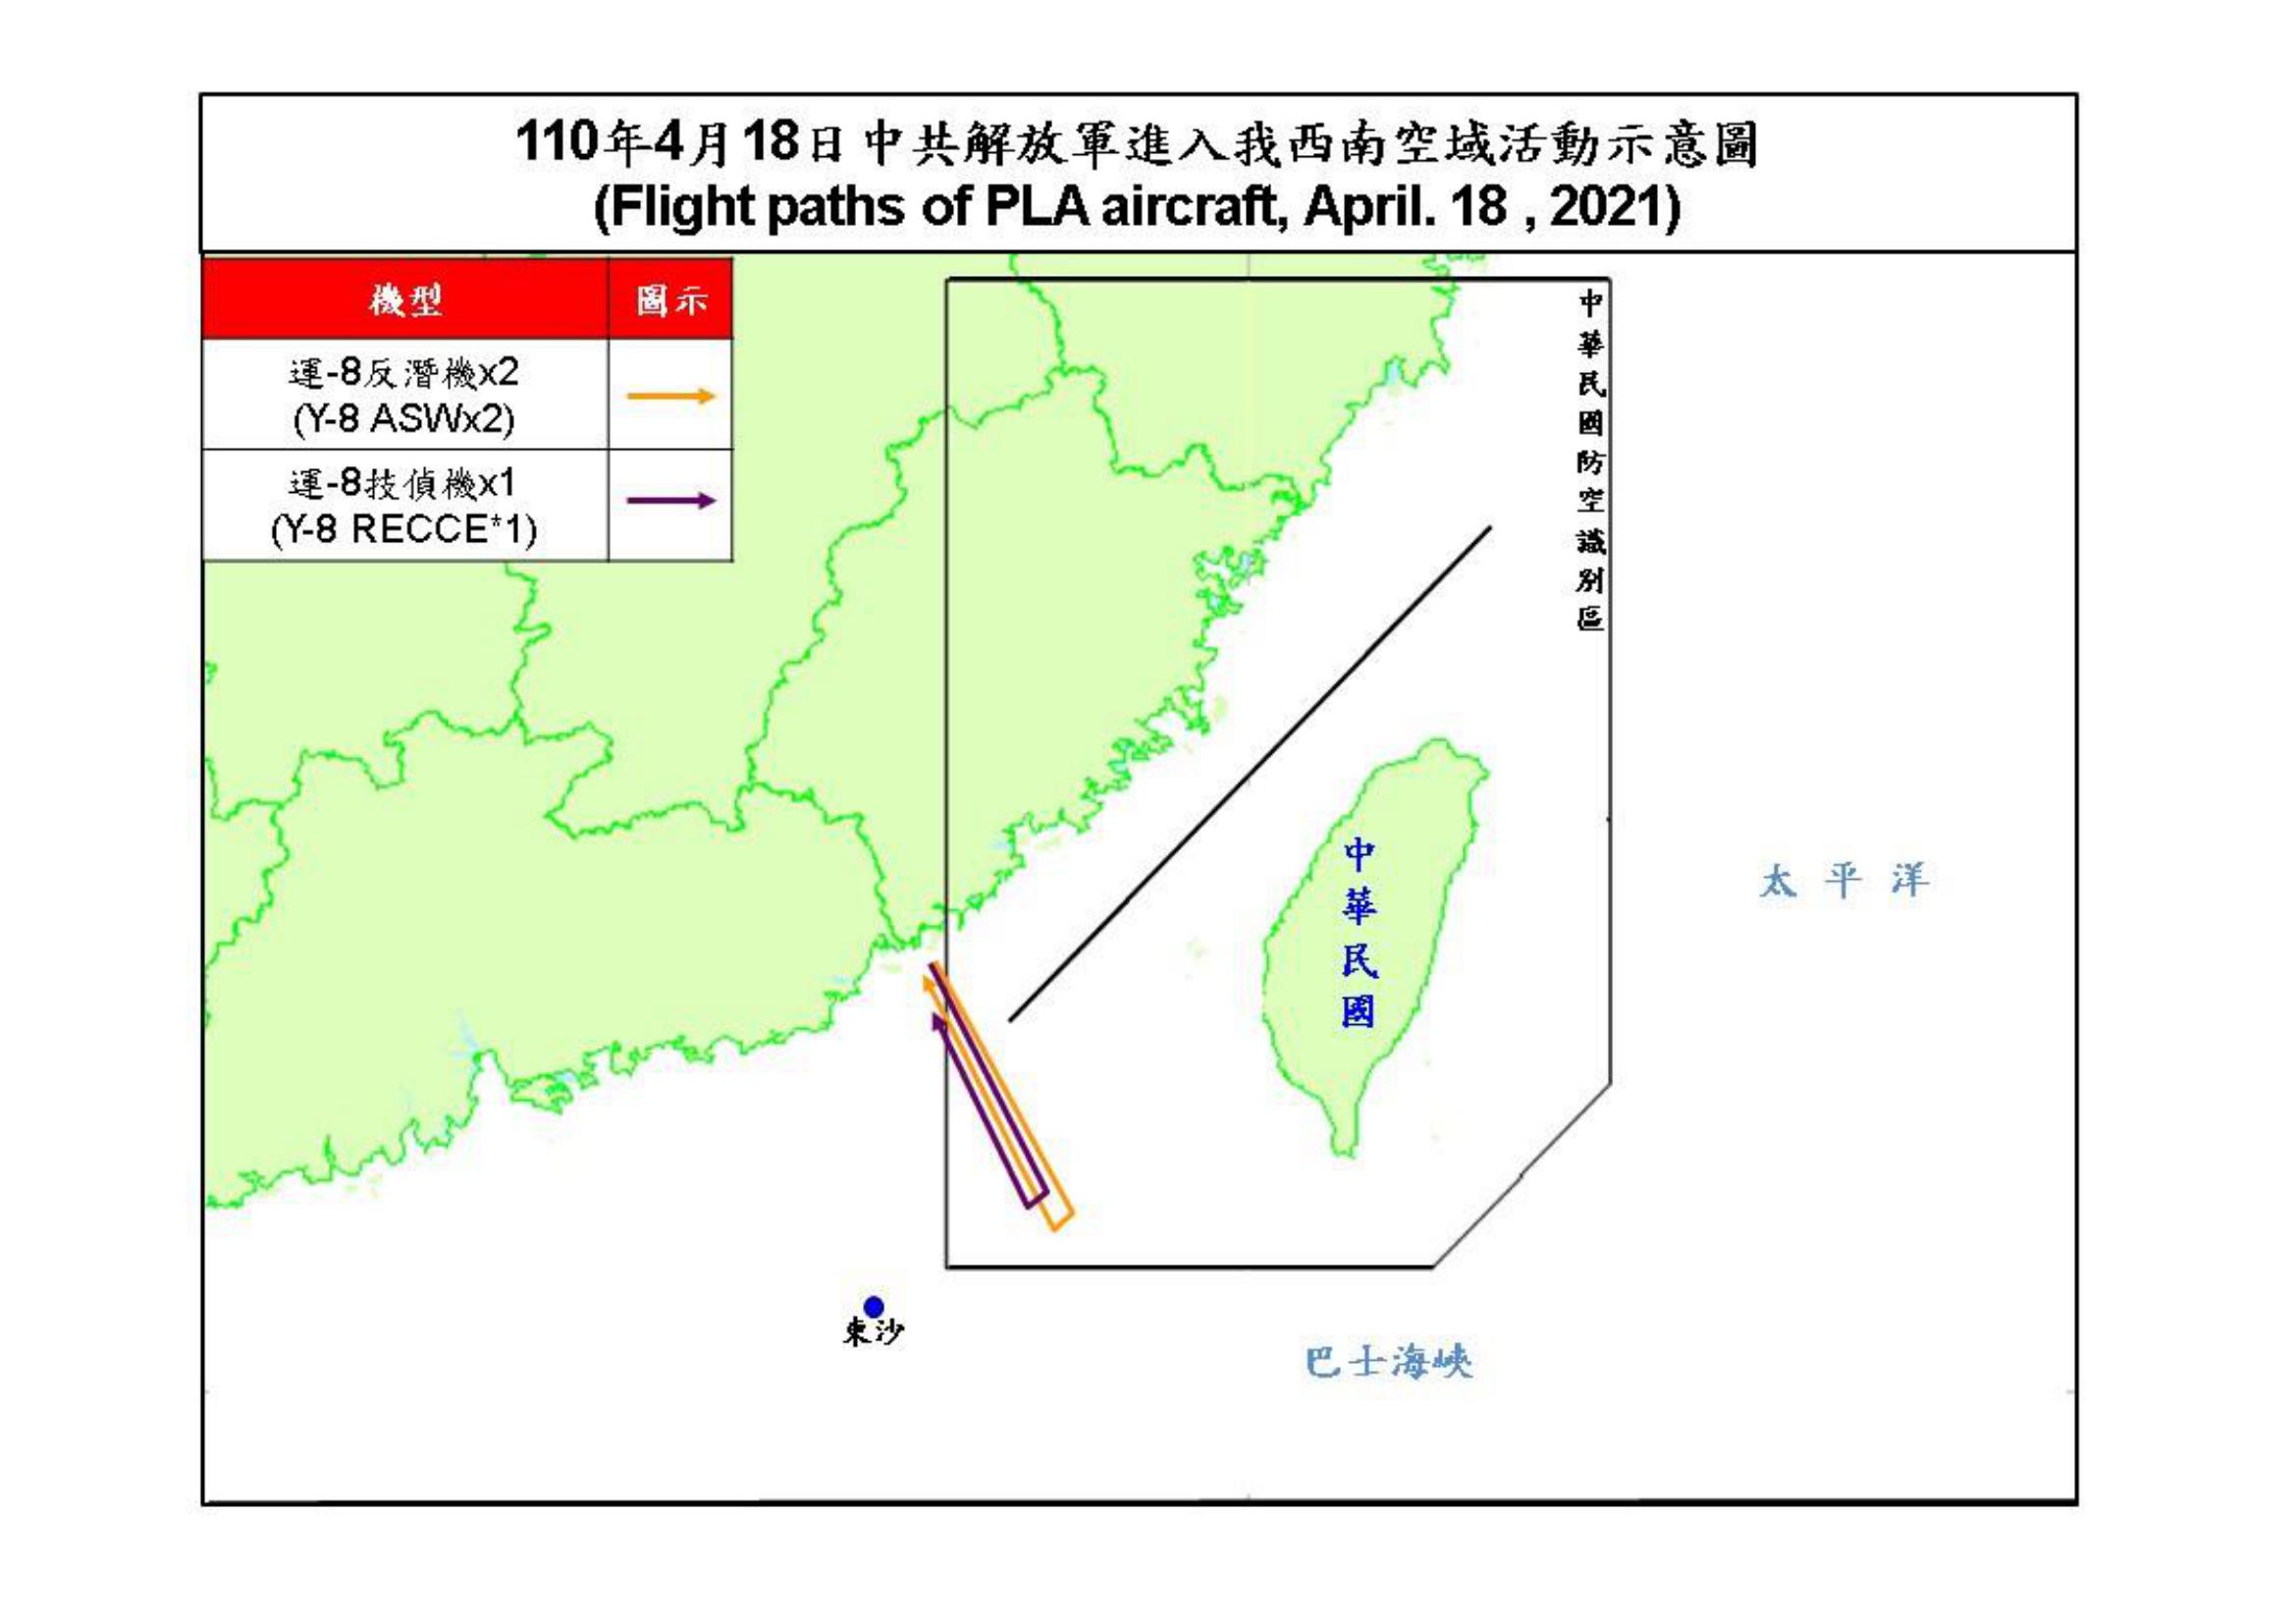 110年4月18日中共解放軍進入我西南空域活動示意圖
(Flight paths of PLA aircraft, April. 18 , 2021)
機型 圖示
運-8反潛機x2
(Y-8 ASWx2)
運-8技偵機x1
(Y-8 RECCE*1)
中華民國防空識別區
中華民國
太平洋
東沙
巴士海峽